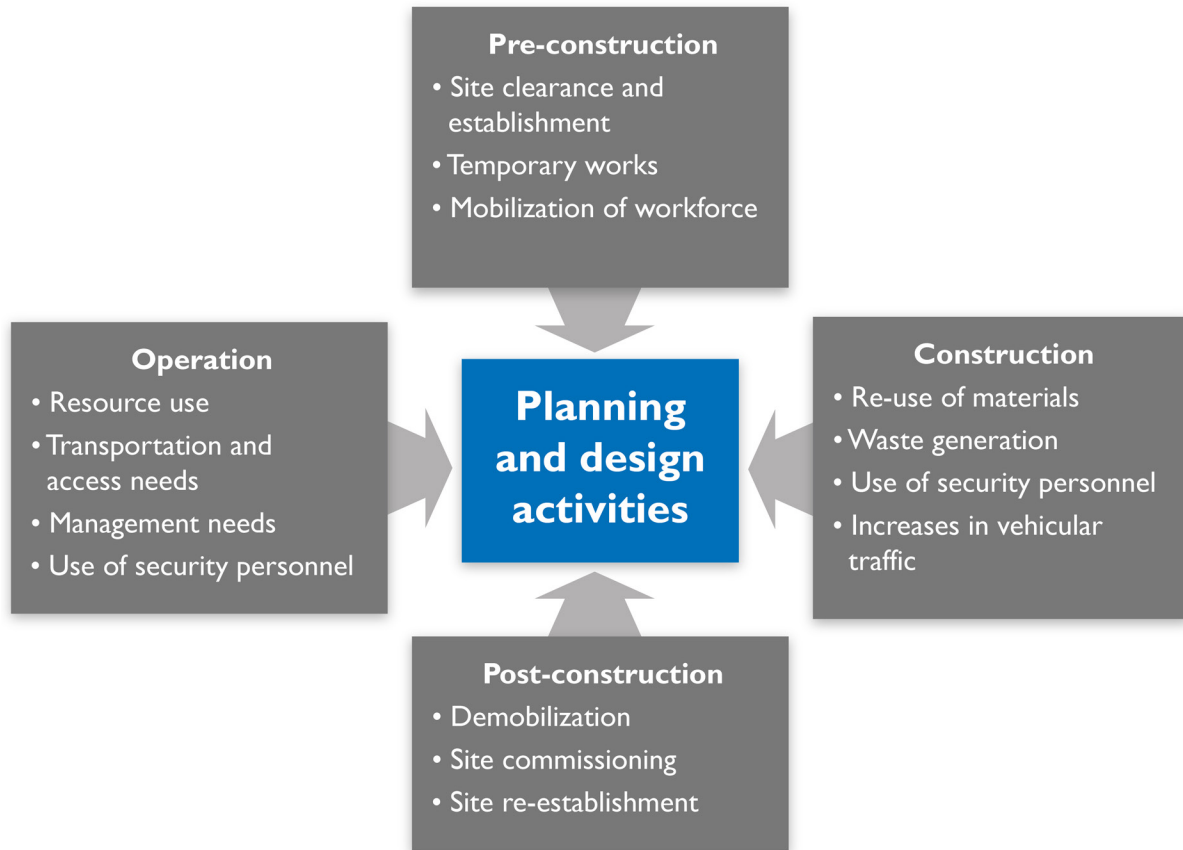 Pre-construction
• Site clearance and
establishment
• Temporary works
• Mobilization of workforce
Operation
• Resource use
• Transportation and
access needs
• Management needs
• Use of security personnel
Planning
and design
activities
Construction
• Re-use of materials
• Waste generation
• Use of security personnel
• Increases in vehicular
traffic
Post-construction
• Demobilization
• Site commissioning
• Site re-establishment